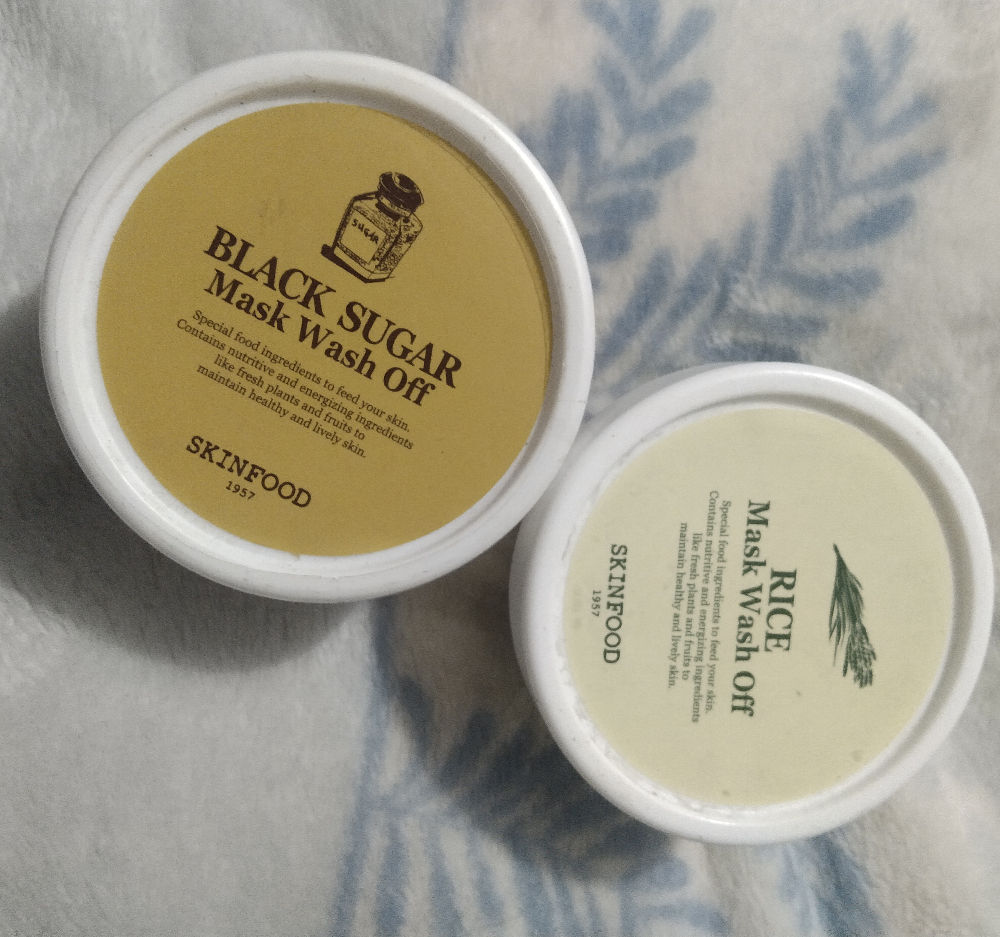 SUGAR
BLACK SUGAR
Mask Wash Off
Special food ingredients to feed your skin.
Contains nutritive and energizing ingredients
like fresh plants and fruits to
maintain healthy and lively skin.
SKINFOOD
1957
RICE
Mask Wash Off
Special food ingredients to feed your skin.
Contains nutritive and energizing ingredients
like fresh plants and fruits to
maintain healthy and lively skin.
SKINFOOD
1957